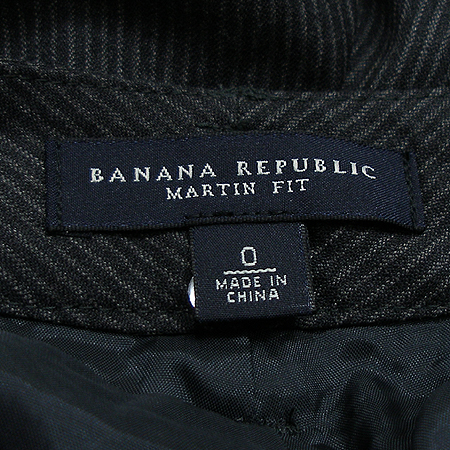 BANANA REPUBLIC
MARTIN FIT
0
MADE IN
CHINA